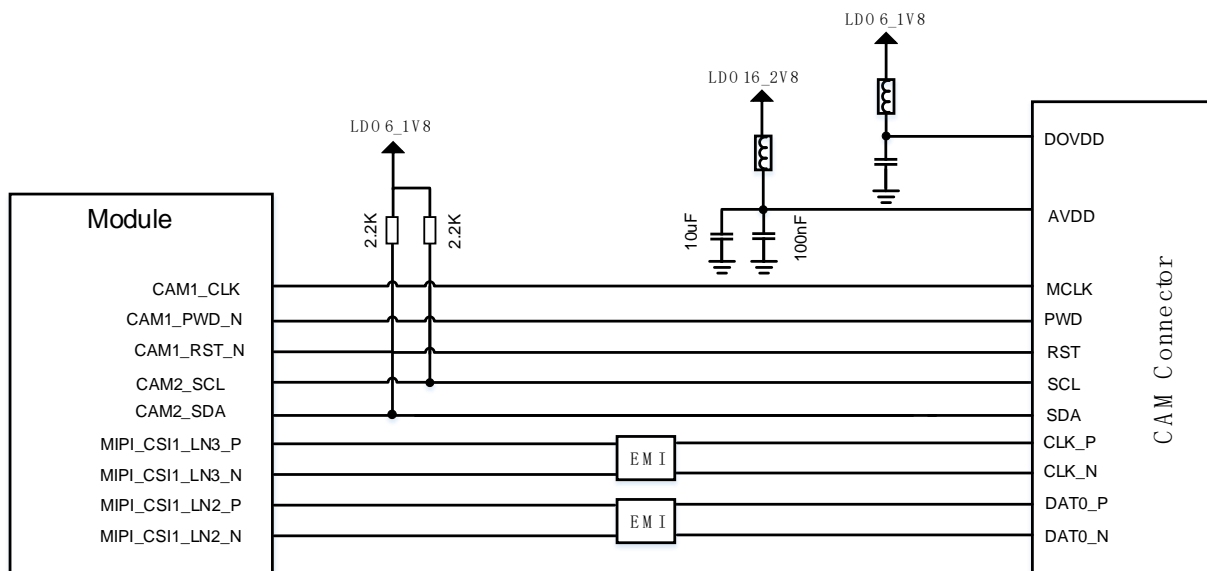 LDO6_1V8
LDO16_2V8
LDO6_1V8
DOVDD
Module
2.2K
2.2K
10uF
100nF
AVDD
CAM1_CLK
MCLK
CAM1_PWD_N
PWD
CAM1_RST_N
RST
CAM2_SCL
SCL
CAM2_SDA
SDA
MIPI_CSI1_LN3_P
CLK_P
EMI
MIPI_CSI1_LN3_N
CLK_N
MIPI_CSI1_LN2_P
DAT0_P
EMI
MIPI_CSI1_LN2_N
DAT0_N
CAM Connector